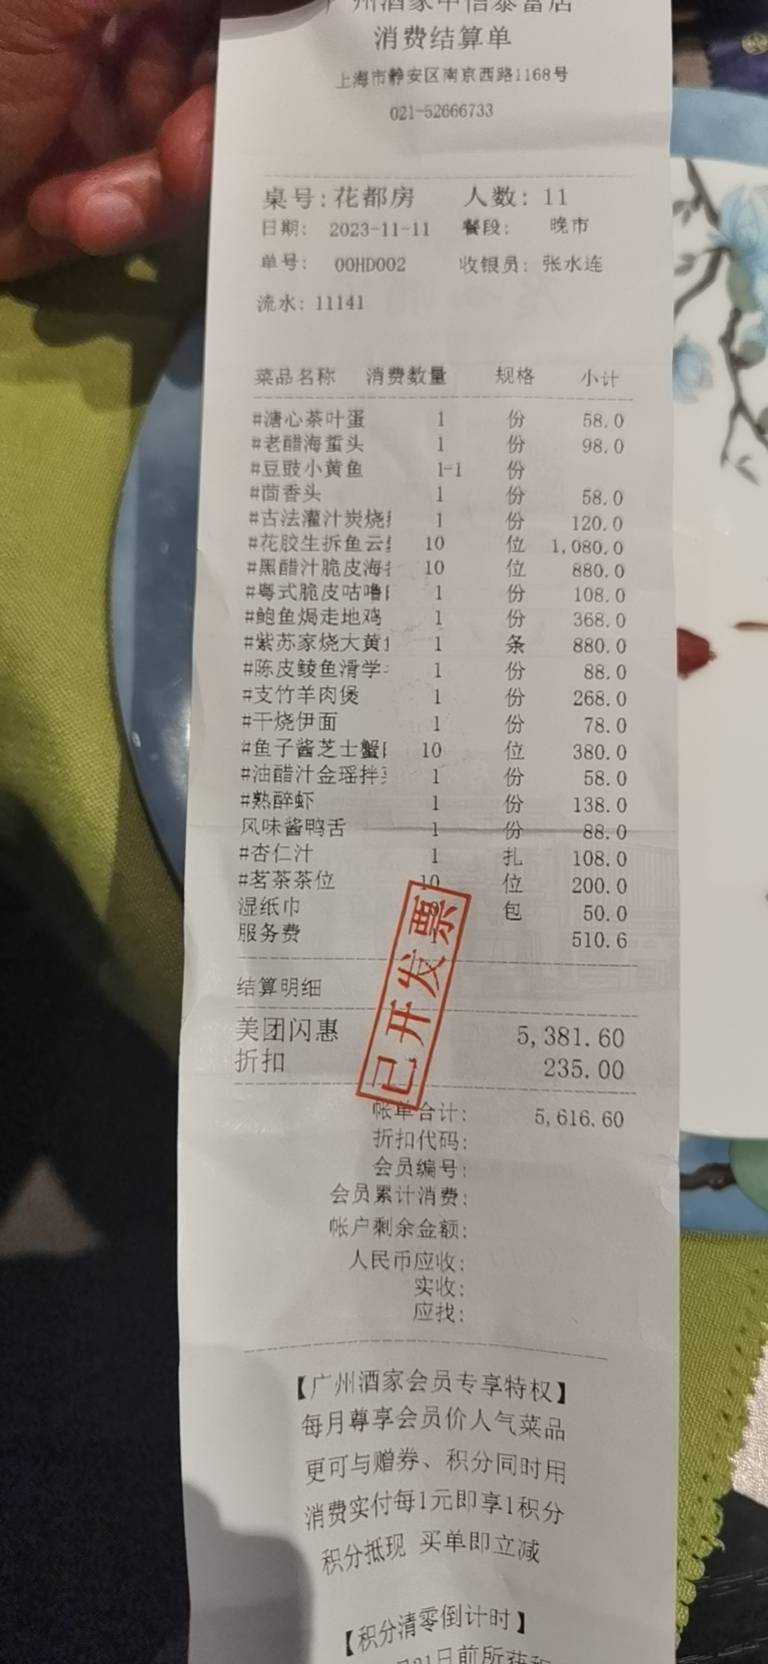 广州酒家中信泰富店
消费结算单
上海市静安区南京西路1168号
021-52666733
桌号: 花都房 人数: 11
日期: 2023-11-11 餐段: 晚市
单号: 00HD002 收银员: 张水连
流水: 11141
菜品名称 消费数量 规格 小计
#溏心茶叶蛋 1 份 58.0
#老醋海蜇头 1 份 98.0
#豆豉小黄鱼 1-1 份
#茴香头 1 份 58.0
#古法灌汁炭烧 1 份 120.0
#花胶生拆鱼云 10 位 1,080.0
#黑醋汁脆皮海 10 位 880.0
#粤式脆皮咕噜 1 份 108.0
#鲍鱼焗走地鸡 1 份 368.0
#紫苏家烧大黄 1 条 880.0
#陈皮鲮鱼滑学 1 份 88.0
#支竹羊肉煲 1 份 268.0
#干烧伊面 1 份 78.0
#鱼子酱芝士蟹 10 位 380.0
#油醋汁金瑶拌 1 份 58.0
#熟醉虾 1 份 138.0
风味酱鸭舌 1 份 88.0
#杏仁汁 1 扎 108.0
#茗茶茶位 10 位 200.0
湿纸巾 包 50.0
服务费 510.6
已开发票
结算明细
美团闪惠 5,381.60
折扣 235.00
帐单合计: 5,616.60
折扣代码:
会员编号:
会员累计消费:
帐户剩余金额:
人民币应收:
实收:
应找:
【广州酒家会员专享特权】
每月尊享会员价人气菜品
更可与赠券、积分同时用
消费实付每1元即享1积分
积分抵现 买单即立减
【积分清零倒计时】
日前所获积